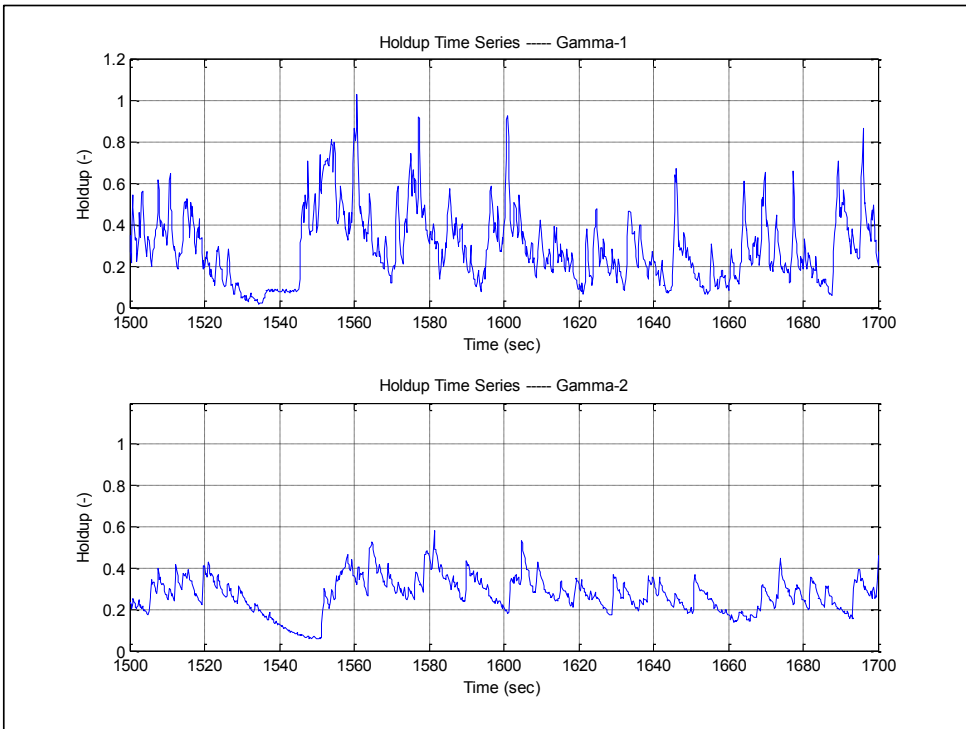 Holdup Time Series ----- Gamma-1
1.2
1
0.8
0.6
0.4
0.2
0
Holdup (-)
1500 1520 1540 1560 1580 1600 1620 1640 1660 1680 1700
Time (sec)
Holdup Time Series ----- Gamma-2
1
0.8
0.6
0.4
0.2
0
Holdup (-)
1500 1520 1540 1560 1580 1600 1620 1640 1660 1680 1700
Time (sec)